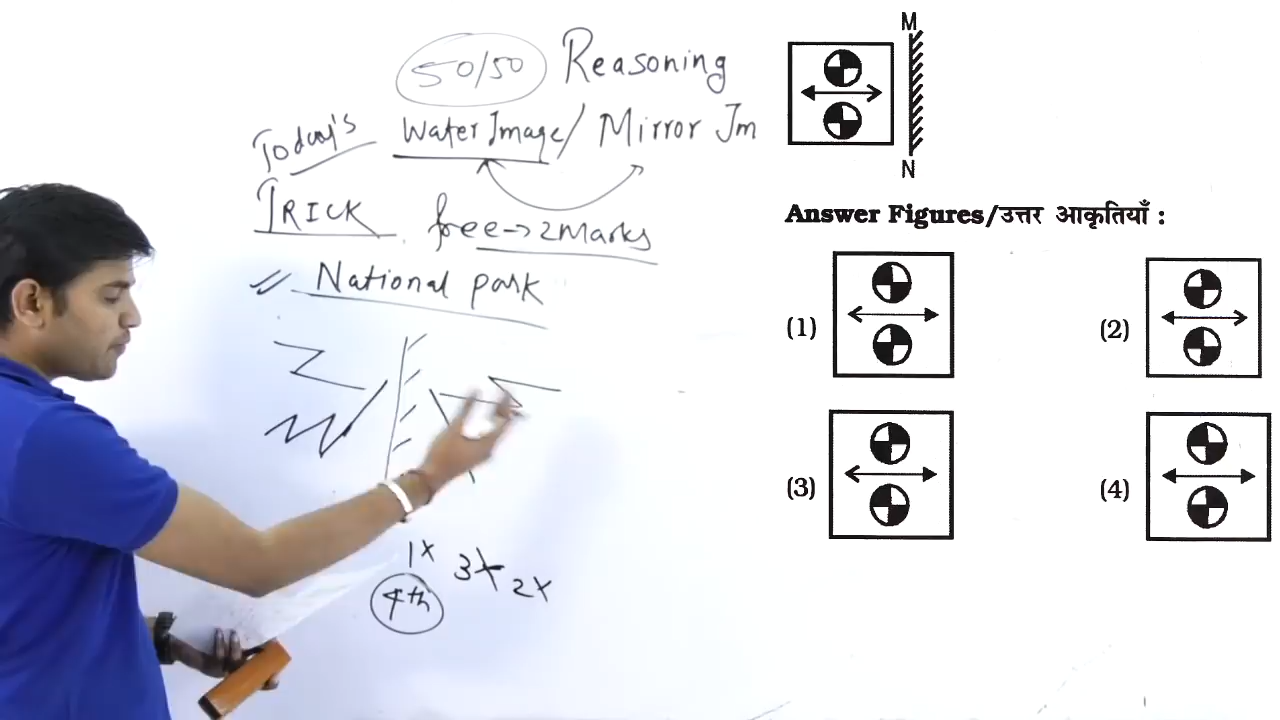 50/50 Reasoning
Today's Water Image/ Mirror Im
TRICK
free→2marks
National park
1x 3x 2x
4th
M
N
Answer Figures/उत्तर आकृतियाँ :
(1)
(2)
(3)
(4)